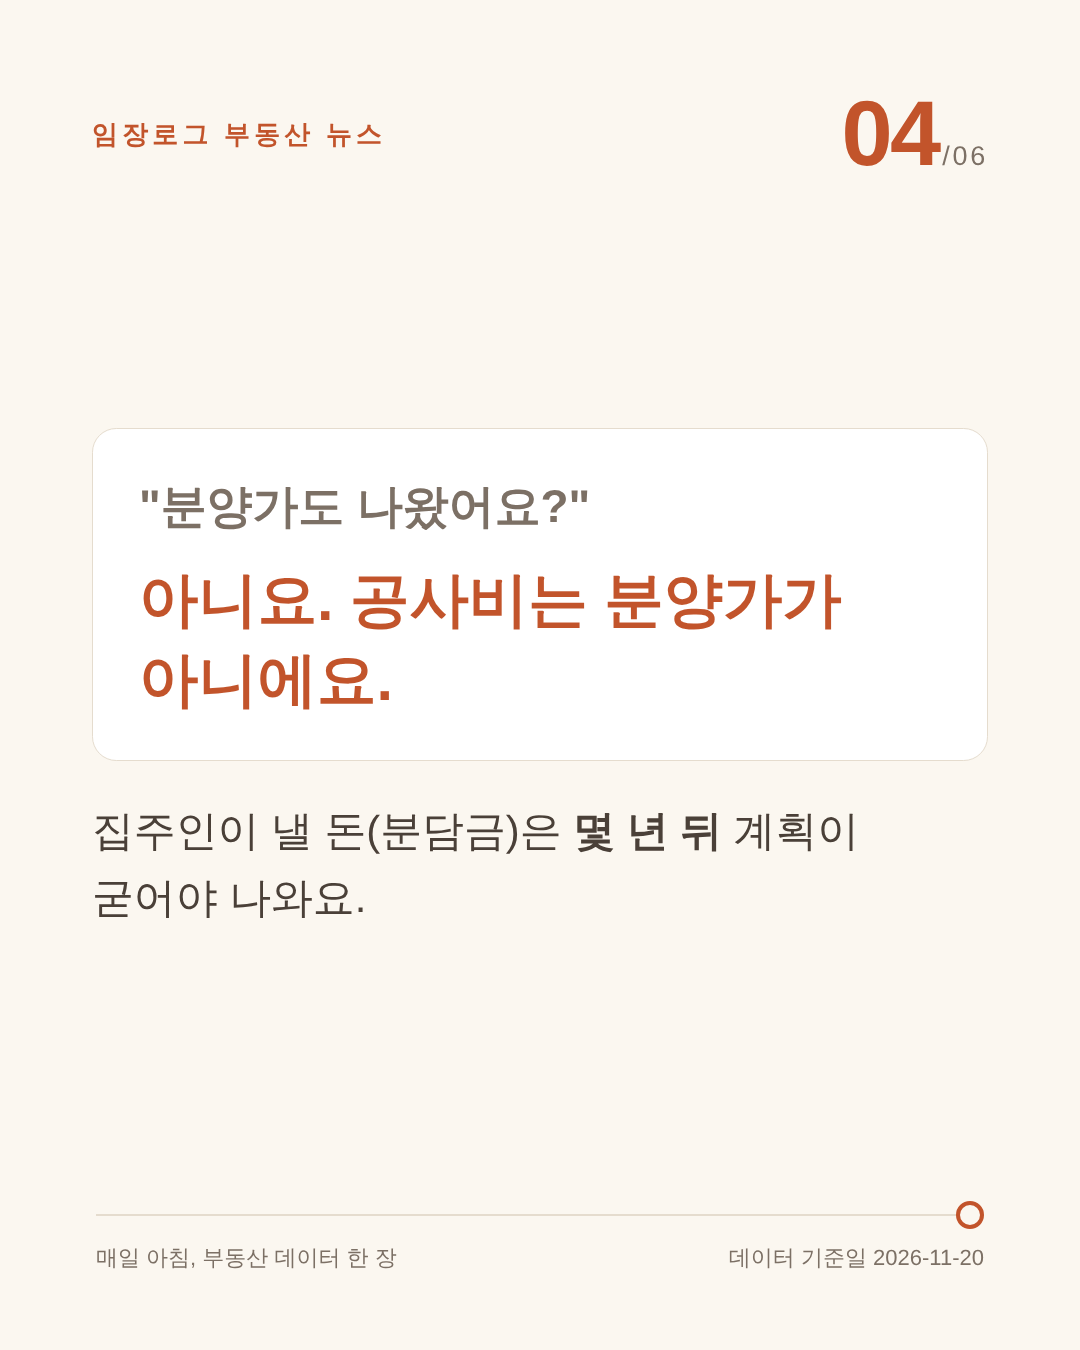 임장로그 부동산 뉴스
04/06
"분양가도 나왔어요?"
아니요. 공사비는 분양가가
아니에요.
집주인이 낼 돈(분담금)은 몇 년 뒤 계획이
굳어야 나와요.
매일 아침, 부동산 데이터 한 장
데이터 기준일 2026-11-20